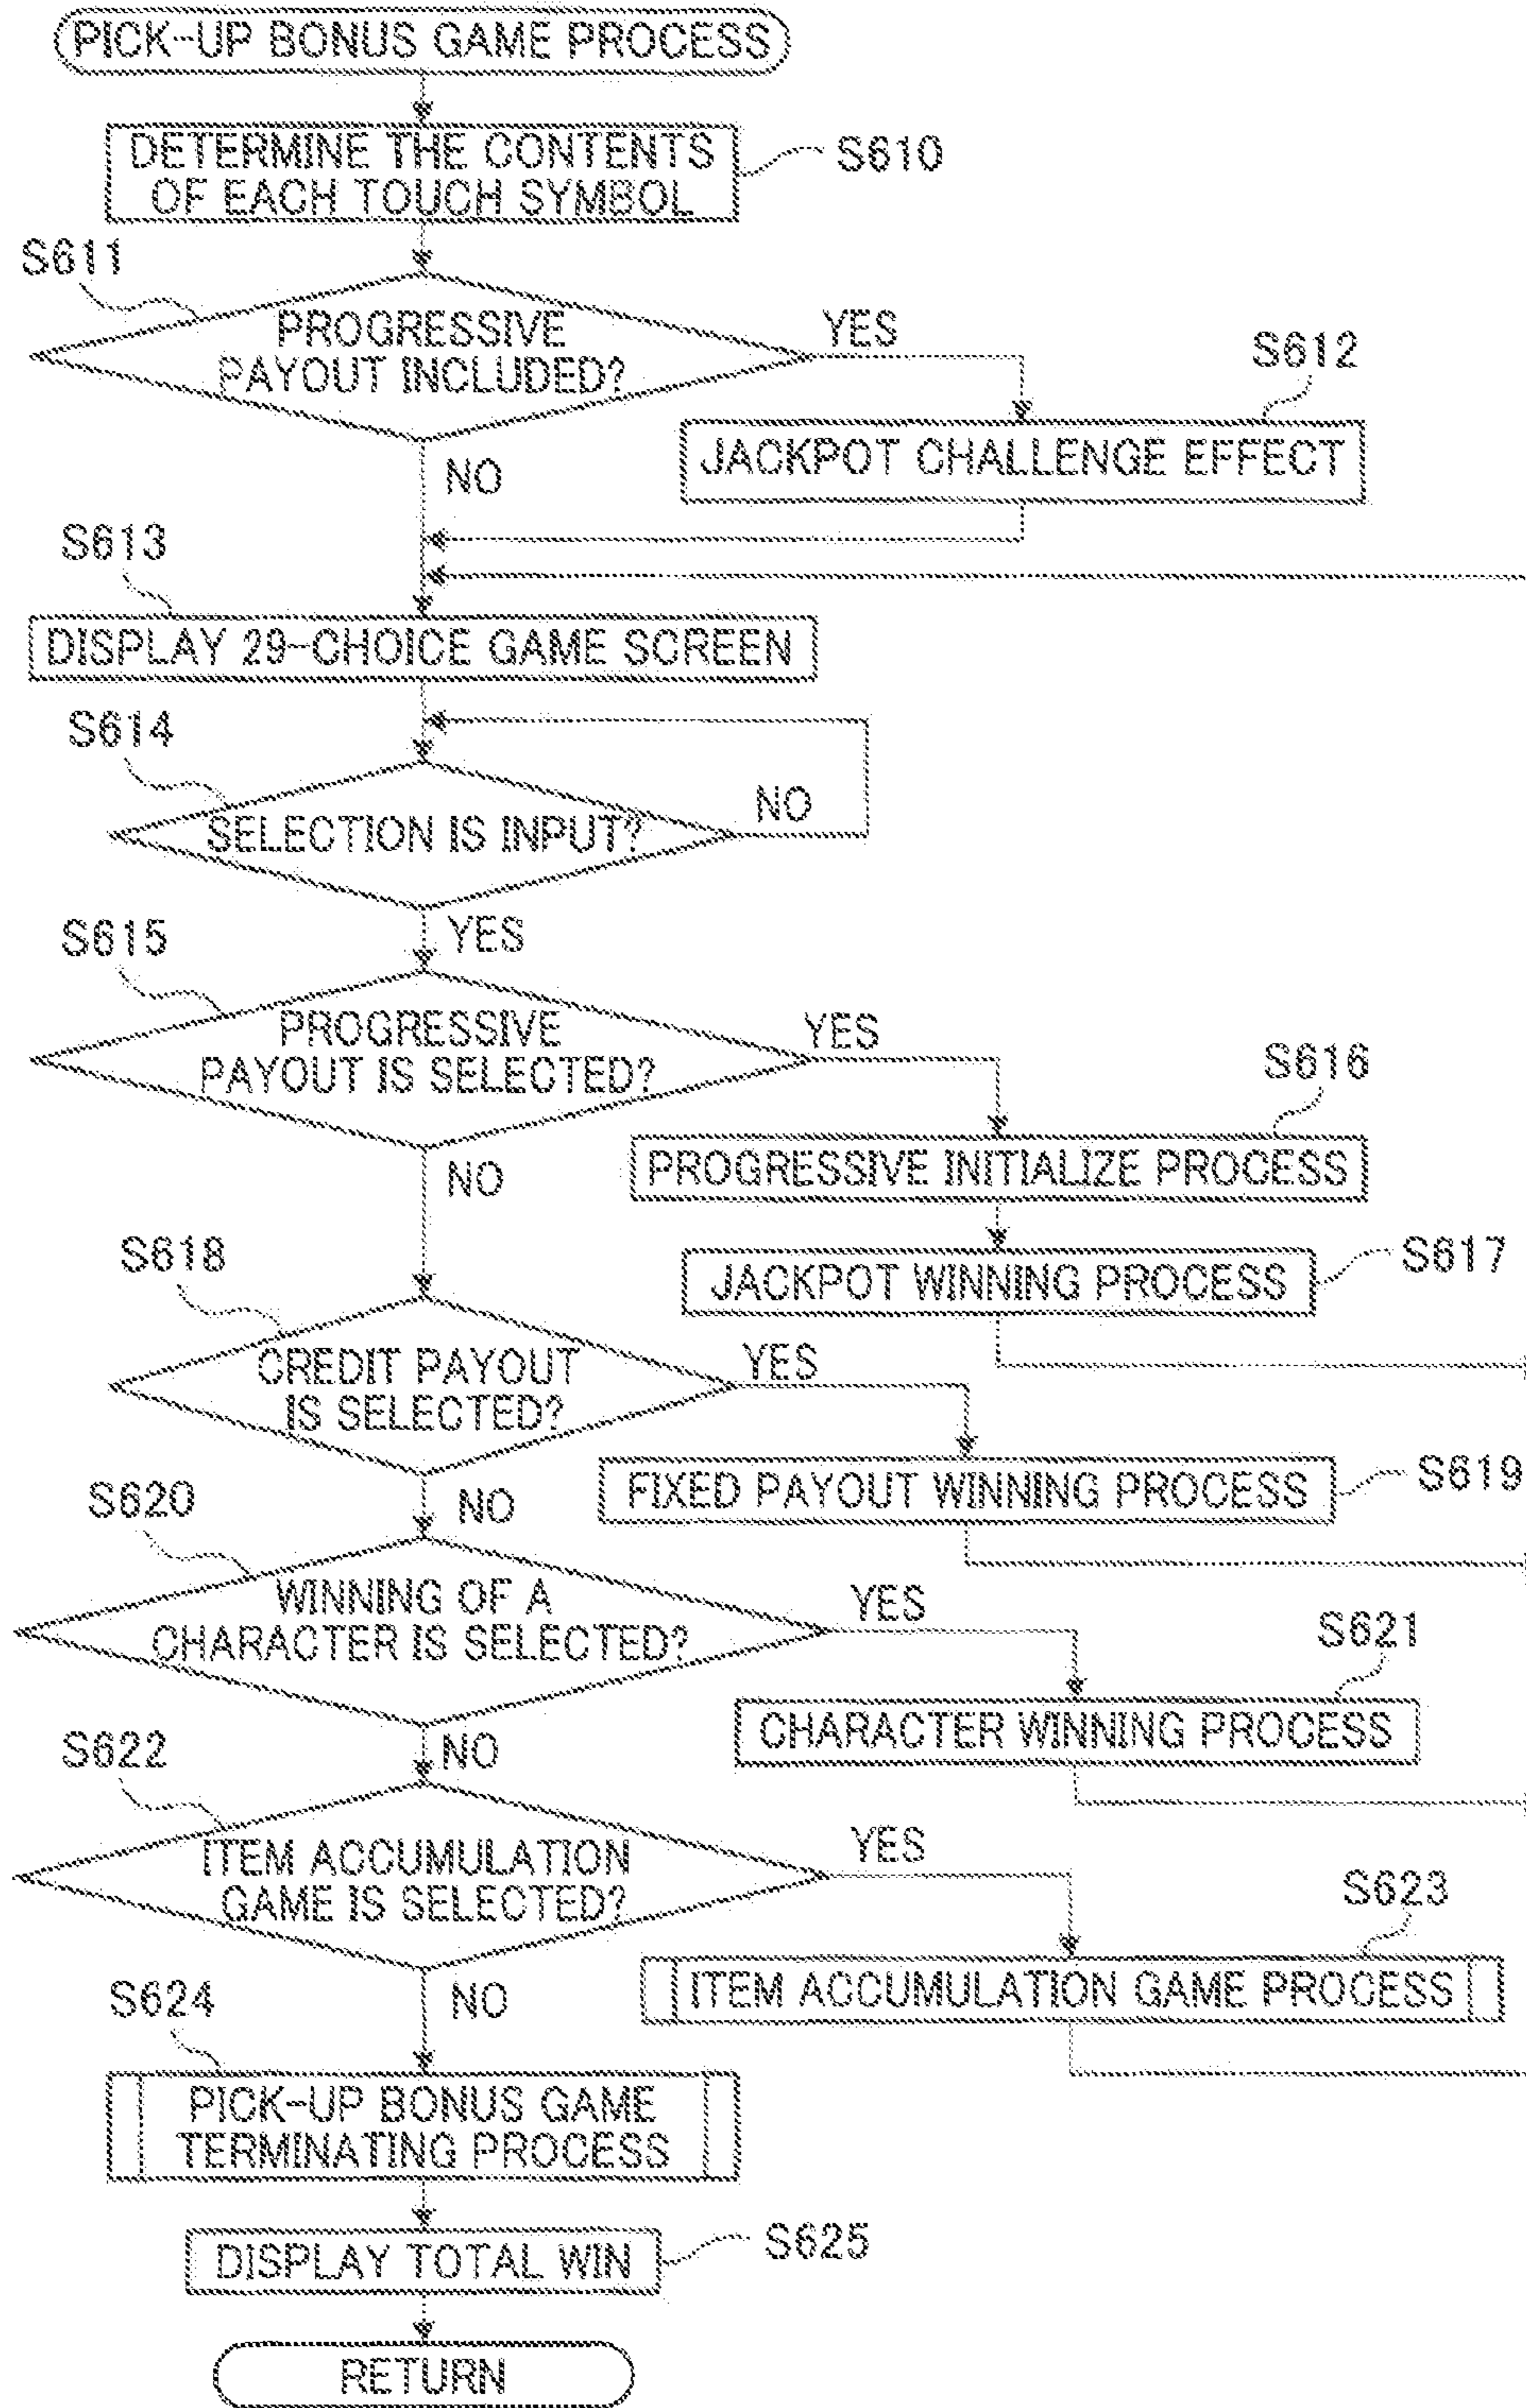 PICK-UP BONUS GAME PROCESS
DETERMINE THE CONTENTS
OF EACH TOUCH SYMBOL
S610
S611
PROGRESSIVE
PAYOUT INCLUDED?
YES
S612
JACKPOT CHALLENGE EFFECT
NO
S613
DISPLAY 29-CHOICE GAME SCREEN
S614
SELECTION IS INPUT?
NO
YES
S615
PROGRESSIVE
PAYOUT IS SELECTED?
YES
S616
PROGRESSIVE INITIALIZE PROCESS
NO
JACKPOT WINNING PROCESS
S617
S618
CREDIT PAYOUT
IS SELECTED?
YES
FIXED PAYOUT WINNING PROCESS
S619
NO
S620
WINNING OF A
CHARACTER IS SELECTED?
YES
S621
CHARACTER WINNING PROCESS
NO
S622
ITEM ACCUMULATION
GAME IS SELECTED?
YES
S623
ITEM ACCUMULATION GAME PROCESS
NO
S624
PICK-UP BONUS GAME
TERMINATING PROCESS
DISPLAY TOTAL WIN
S625
RETURN